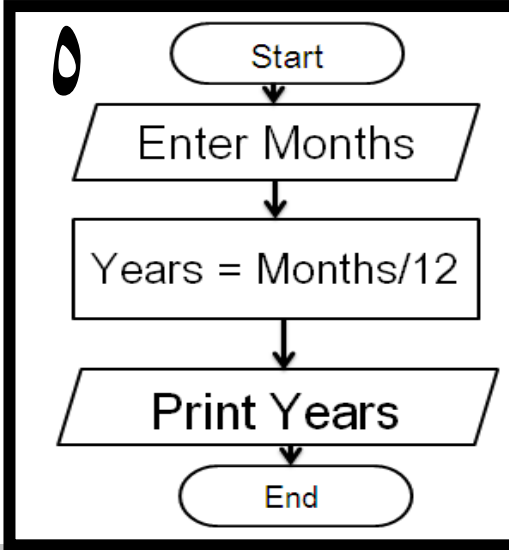 ٥
Start
Enter Months
Years = Months/12
Print Years
End